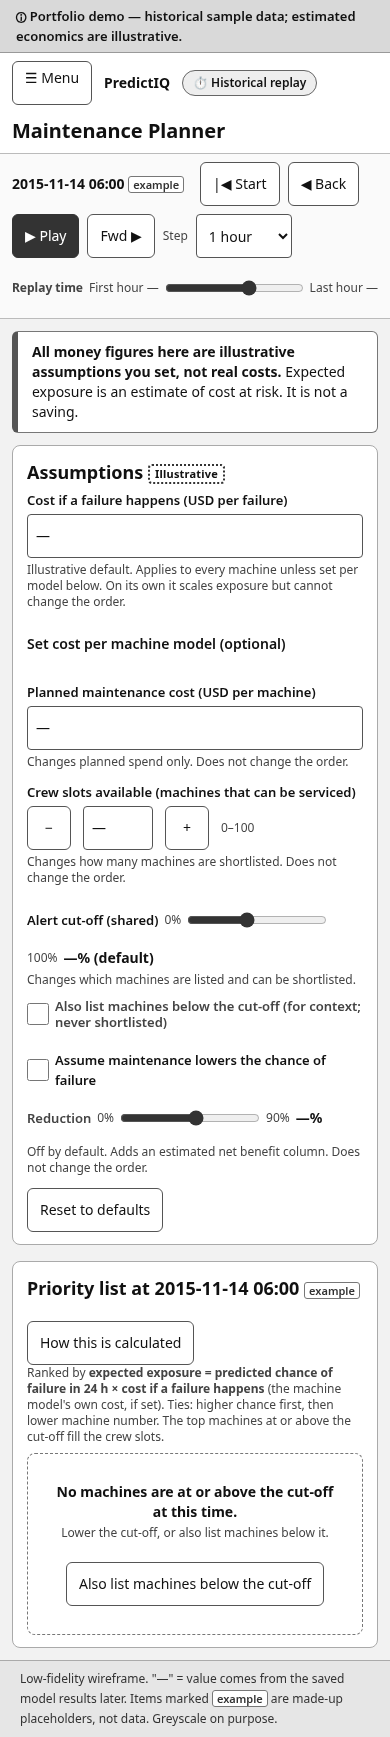 ⓘ Portfolio demo — historical sample data; estimated
economics are illustrative.
☰ Menu PredictIQ ⏱️ Historical replay
Maintenance Planner
2015-11-14 06:00 example |◀ Start ◀ Back
▶ Play Fwd ▶ Step 1 hour
Replay time First hour — Last hour —
All money figures here are illustrative
assumptions you set, not real costs. Expected
exposure is an estimate of cost at risk. It is not a
saving.
Assumptions Illustrative
Cost if a failure happens (USD per failure)
—
Illustrative default. Applies to every machine unless set per
model below. On its own it scales exposure but cannot
change the order.
Set cost per machine model (optional)
Planned maintenance cost (USD per machine)
—
Changes planned spend only. Does not change the order.
Crew slots available (machines that can be serviced)
− — + 0–100
Changes how many machines are shortlisted. Does not
change the order.
Alert cut-off (shared) 0%
100% —% (default)
Changes which machines are listed and can be shortlisted.
Also list machines below the cut-off (for context;
never shortlisted)
Assume maintenance lowers the chance of
failure
Reduction 0% 90% —%
Off by default. Adds an estimated net benefit column. Does
not change the order.
Reset to defaults
Priority list at 2015-11-14 06:00 example
How this is calculated
Ranked by expected exposure = predicted chance of
failure in 24 h × cost if a failure happens (the machine
model's own cost, if set). Ties: higher chance first, then
lower machine number. The top machines at or above the
cut-off fill the crew slots.
No machines are at or above the cut-off
at this time.
Lower the cut-off, or also list machines below it.
Also list machines below the cut-off
Low-fidelity wireframe. "—" = value comes from the saved
model results later. Items marked example are made-up
placeholders, not data. Greyscale on purpose.